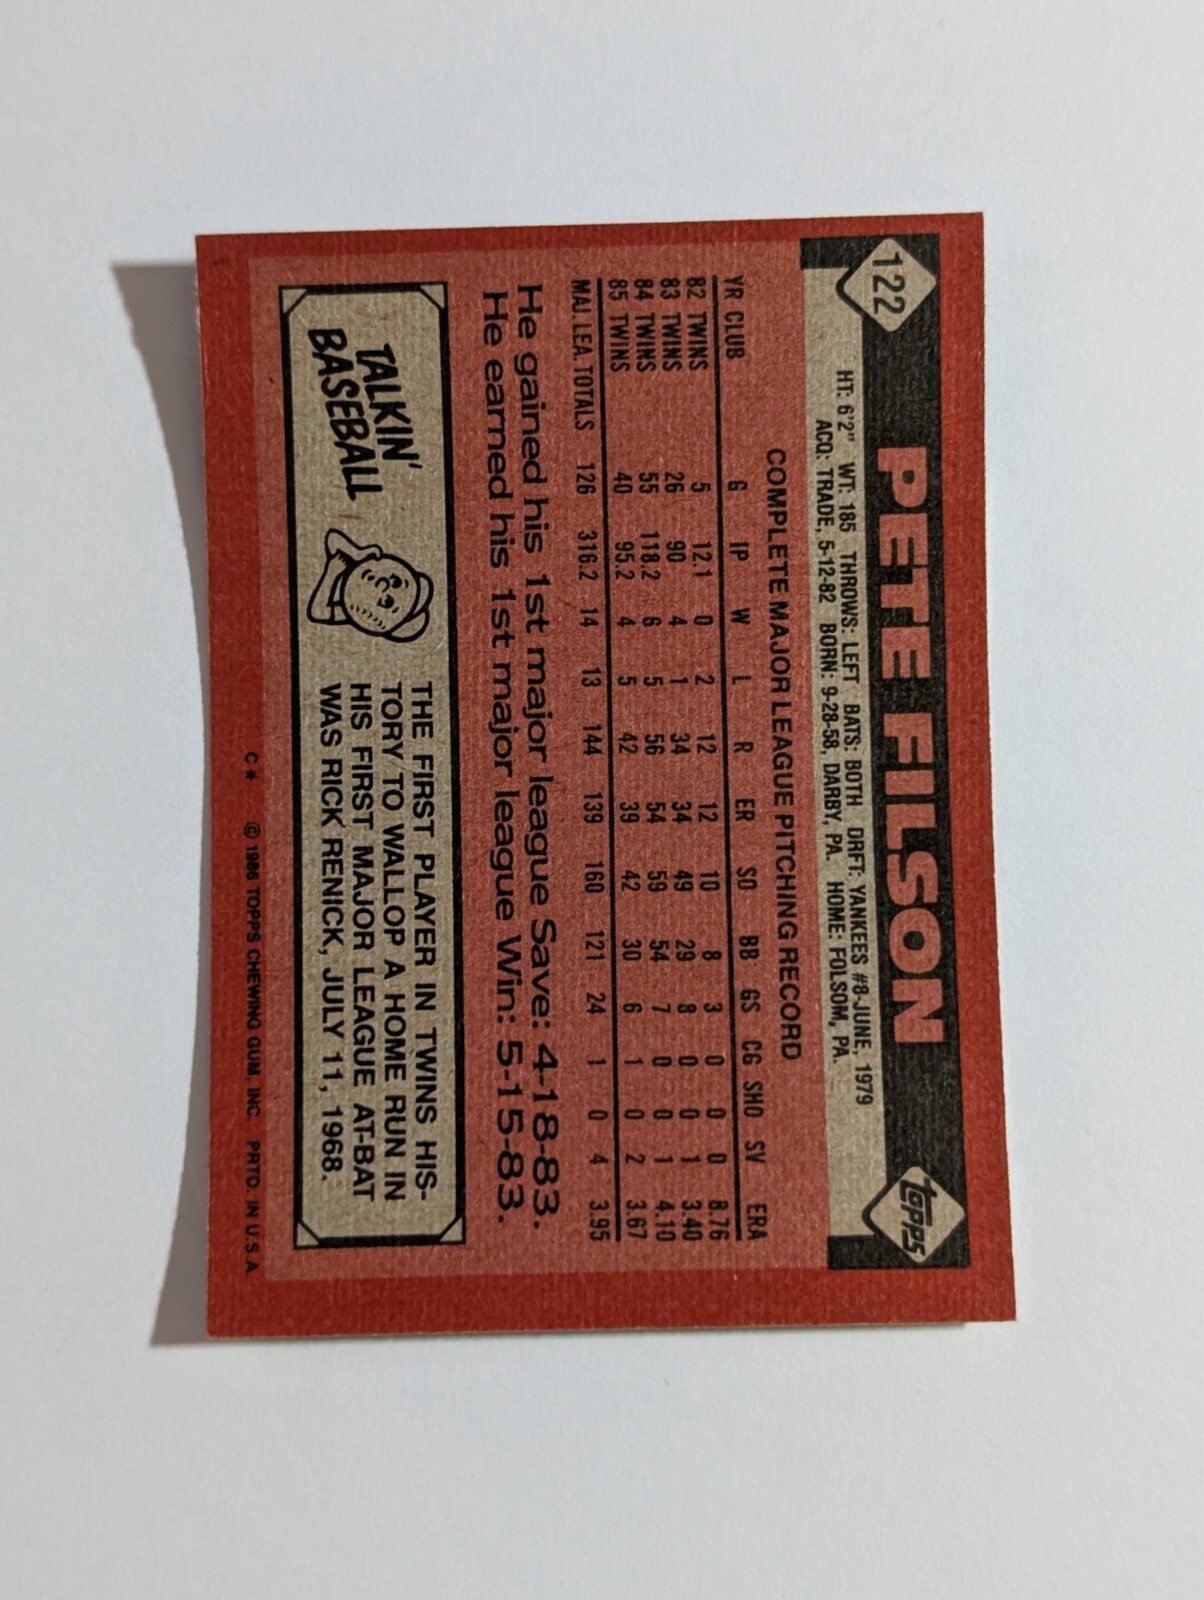 122
PETE FILSON
topps
HT: 6'2" WT: 185 THROWS: LEFT BATS: BOTH DRFT: YANKEES #8-JUNE, 1979
ACQ: TRADE, 5-12-82 BORN: 9-28-58, DARBY, PA. HOME: FOLSOM, PA.
COMPLETE MAJOR LEAGUE PITCHING RECORD
YR CLUB G IP W L R ER SO BB GS CG SHO SV ERA
82 TWINS 5 12.1 0 2 12 12 10 8 3 0 0 0 8.76
83 TWINS 26 90 4 1 34 34 49 29 8 0 0 1 3.40
84 TWINS 55 118.2 6 5 56 54 59 54 7 0 0 1 4.10
85 TWINS 40 95.2 4 5 42 39 42 30 6 1 0 2 3.67
MAJ. LEA. TOTALS 126 316.2 14 13 144 139 160 121 24 1 0 4 3.95
He gained his 1st major league Save: 4-18-83.
He earned his 1st major league Win: 5-15-83.
TALKIN'
BASEBALL
THE FIRST PLAYER IN TWINS HIS-
TORY TO WALLOP A HOME RUN IN
HIS FIRST MAJOR LEAGUE AT-BAT
WAS RICK RENICK, JULY 11, 1968.
C* © 1986 TOPPS CHEWING GUM, INC. PRTD. IN U.S.A.